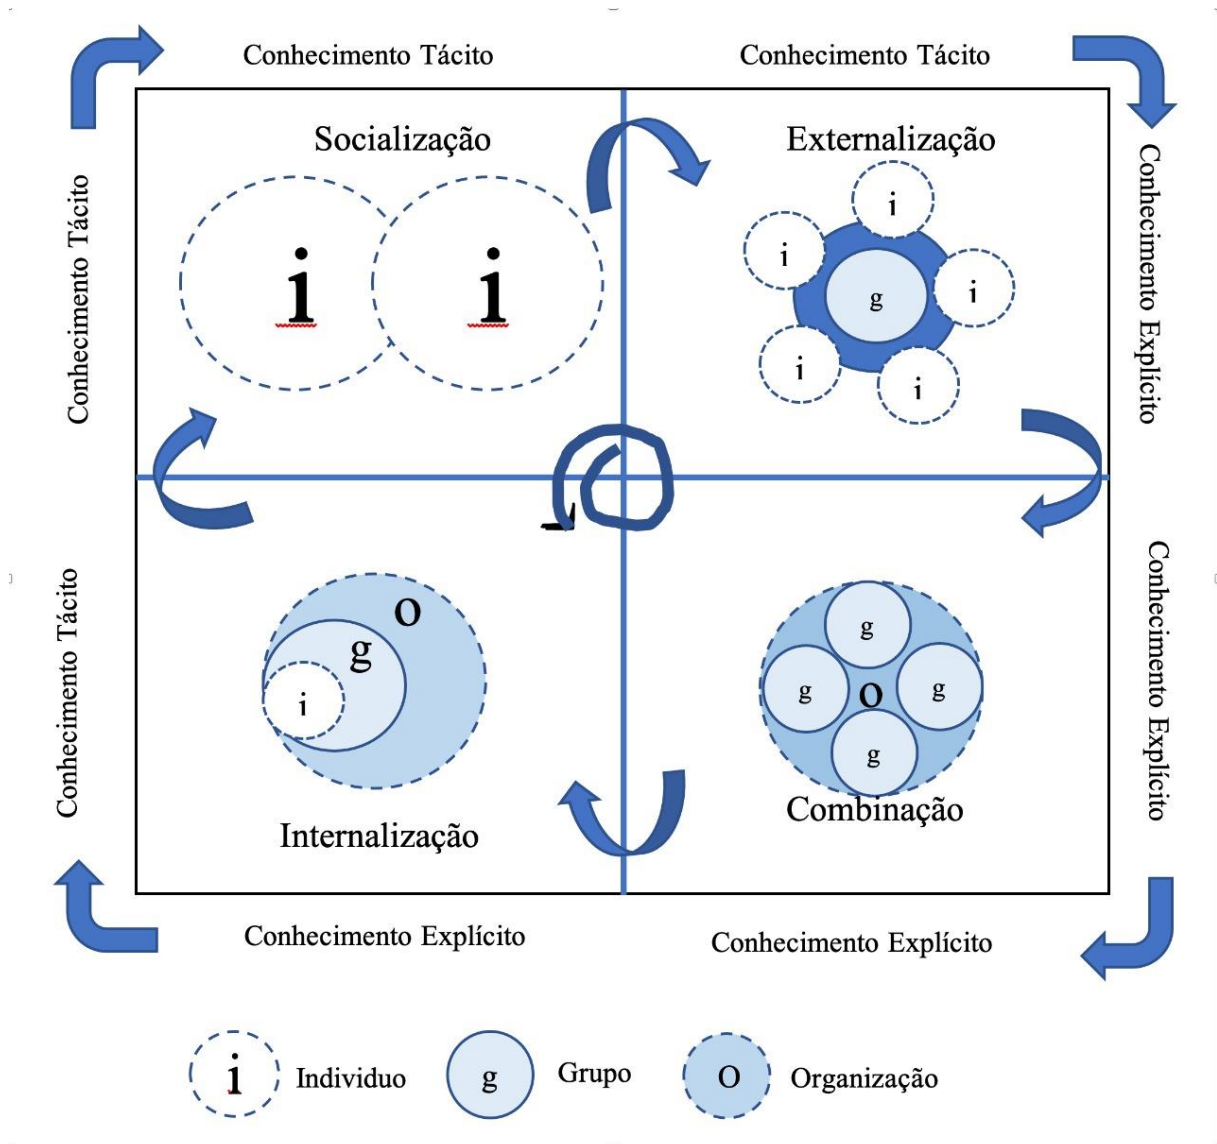 Conhecimento Tácito
Conhecimento Tácito
Conhecimento Tácito
Socialização
i
i
Externalização
i
i
i
i
i
g
Conhecimento Explícito
Conhecimento Tácito
Internalização
O
g
i
Combinação
g
g
g
g
O
Conhecimento Explícito
Conhecimento Explícito
Conhecimento Explícito
i
Individuo
g
Grupo
O
Organização